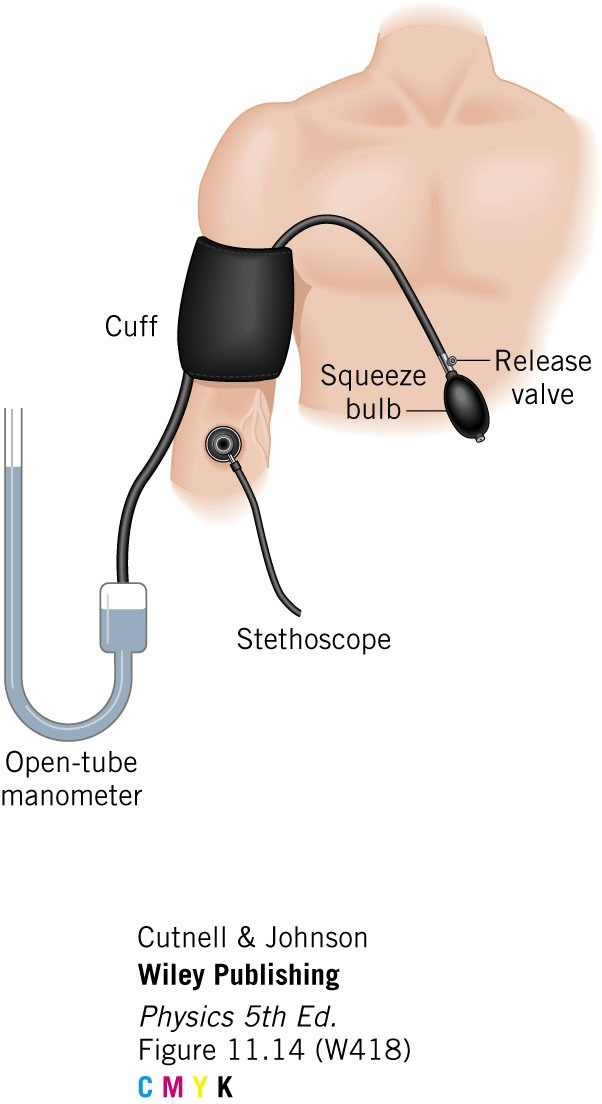 Cuff
Release
valve
Squeeze
bulb
Stethoscope
Open-tube
manometer
Cutnell & Johnson
Wiley Publishing
Physics 5th Ed.
Figure 11.14 (W418)
C M Y K